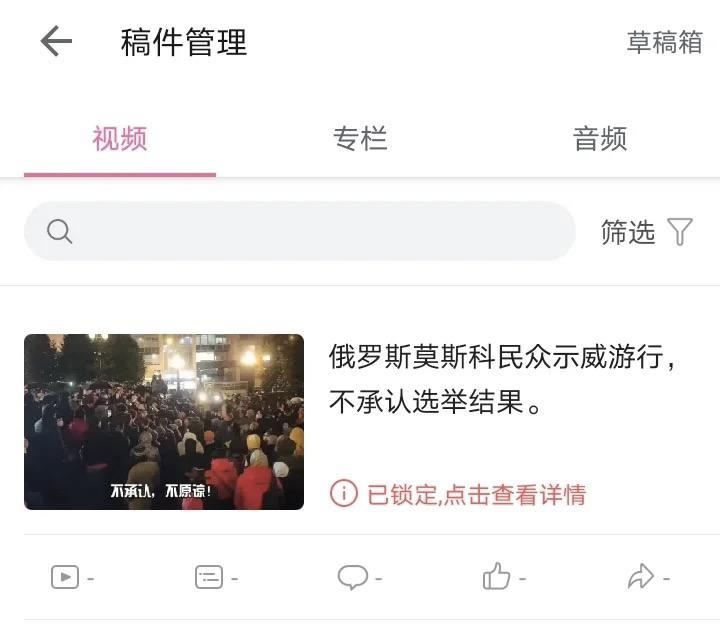 稿件管理
草稿箱
视频
专栏
音频
筛选
俄罗斯莫斯科民众示威游行，
不承认选举结果。
不承认，不原谅！
已锁定,点击查看详情
-
-
-
-
-